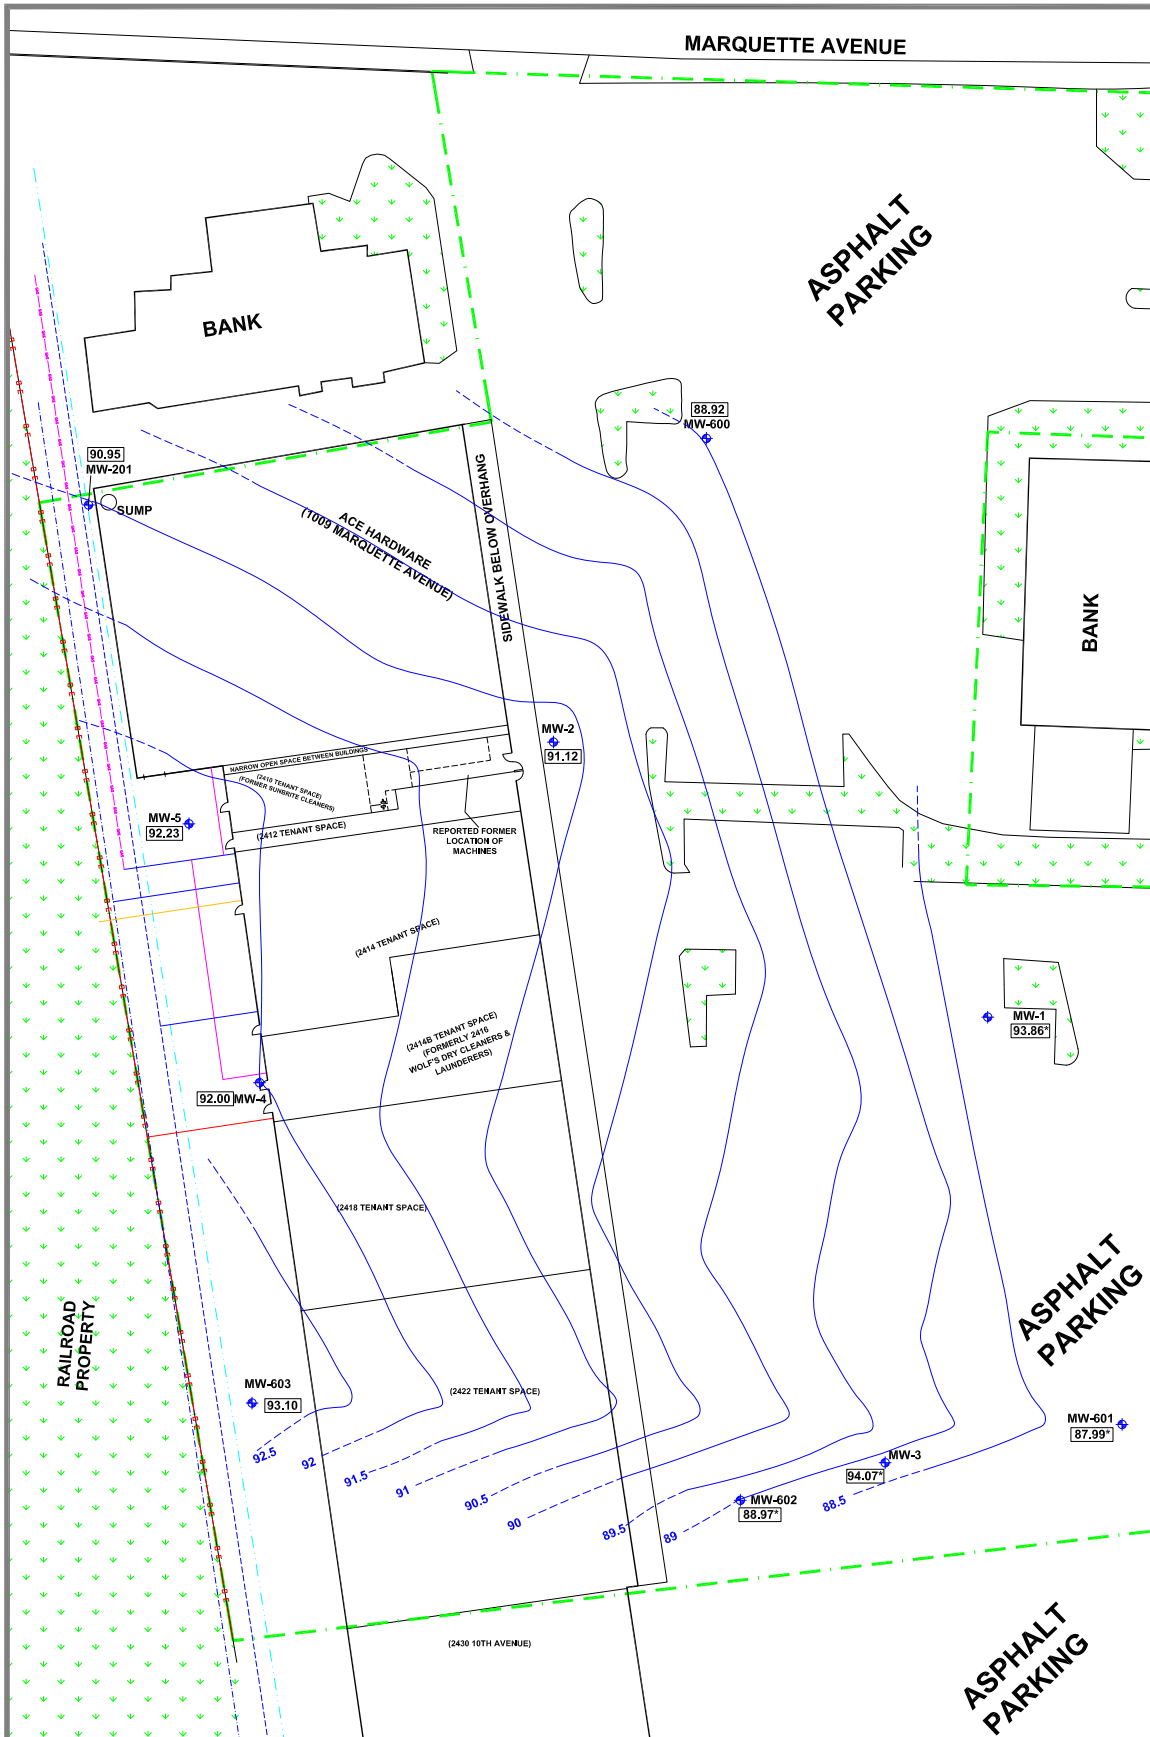 MARQUETTE AVENUE
ASPHALT
PARKING
BANK
88.92
MW-600
90.95
MW-201
SUMP
ACE HARDWARE
(1009 MARQUETTE AVENUE)
SIDEWALK BELOW OVERHANG
BANK
MW-2
91.12
NARROW OPEN SPACE BETWEEN BUILDINGS
(2410 TENANT SPACE)
(FORMER SUNBRITE CLEANERS)
MW-5
92.23
(2412 TENANT SPACE)
REPORTED FORMER
LOCATION OF
MACHINES
(2414 TENANT SPACE)
(2414B TENANT SPACE)
(FORMERLY 2416
WOLF'S DRY CLEANERS &
LAUNDERERS)
MW-1
93.86*
92.00
MW-4
(2418 TENANT SPACE)
ASPHALT
PARKING
RAILROAD
PROPERTY
MW-603
93.10
(2422 TENANT SPACE)
MW-601
87.99*
92.5
92
91.5
91
90.5
90
89.5
89
88.5
MW-3
94.07*
MW-602
88.97*
ASPHALT
PARKING
(2430 10TH AVENUE)